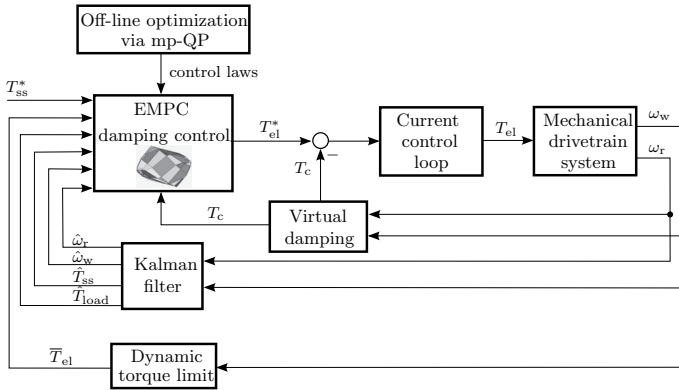 Off-line optimization
via mp-QP
control laws
T*ss
EMPC
damping control
T*el
−
Tc
Current
control
loop
Tel
Mechanical
drivetrain
system
ωw
ωr
Tc
Virtual
damping
ω̂r
ω̂w
T̂ss
T̂load
Kalman
filter
T̅el
Dynamic
torque limit